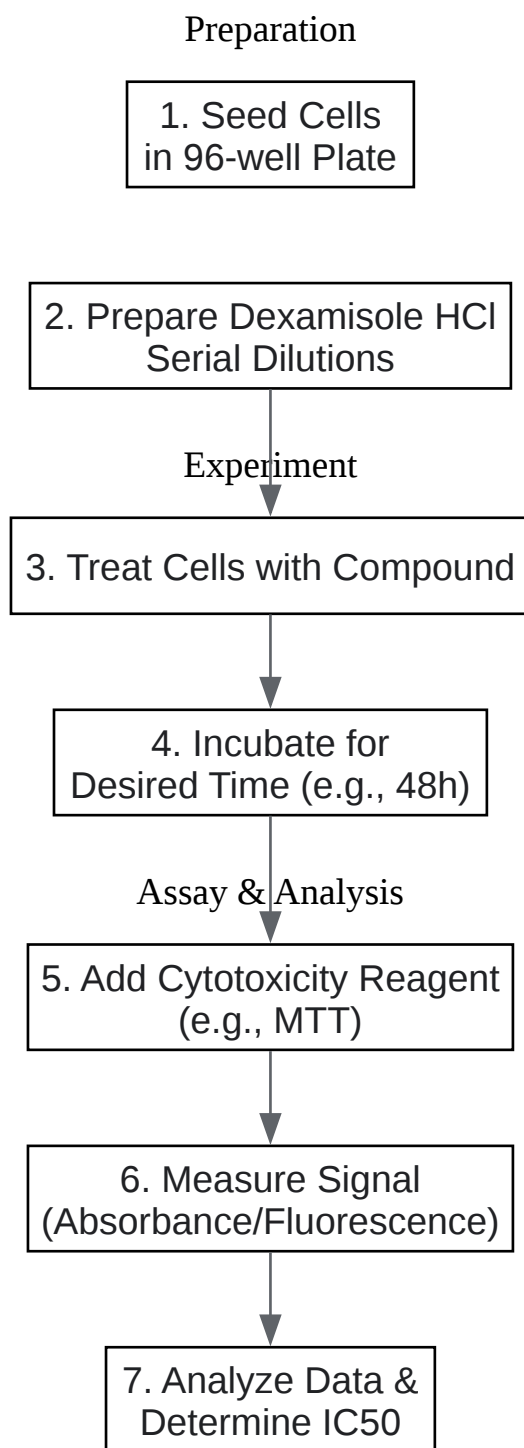 Preparation
1. Seed Cells
in 96-well Plate
2. Prepare Dexamisole HCl
Serial Dilutions
Experiment
3. Treat Cells with Compound
4. Incubate for
Desired Time (e.g., 48h)
Assay & Analysis
5. Add Cytotoxicity Reagent
(e.g., MTT)
6. Measure Signal
(Absorbance/Fluorescence)
7. Analyze Data &
Determine IC50